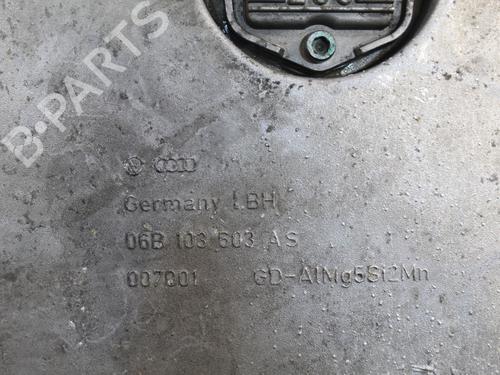 B-PARTS
Germany LBH
06B 103 603 AS
007001 GD-AlMg5Si2Mn